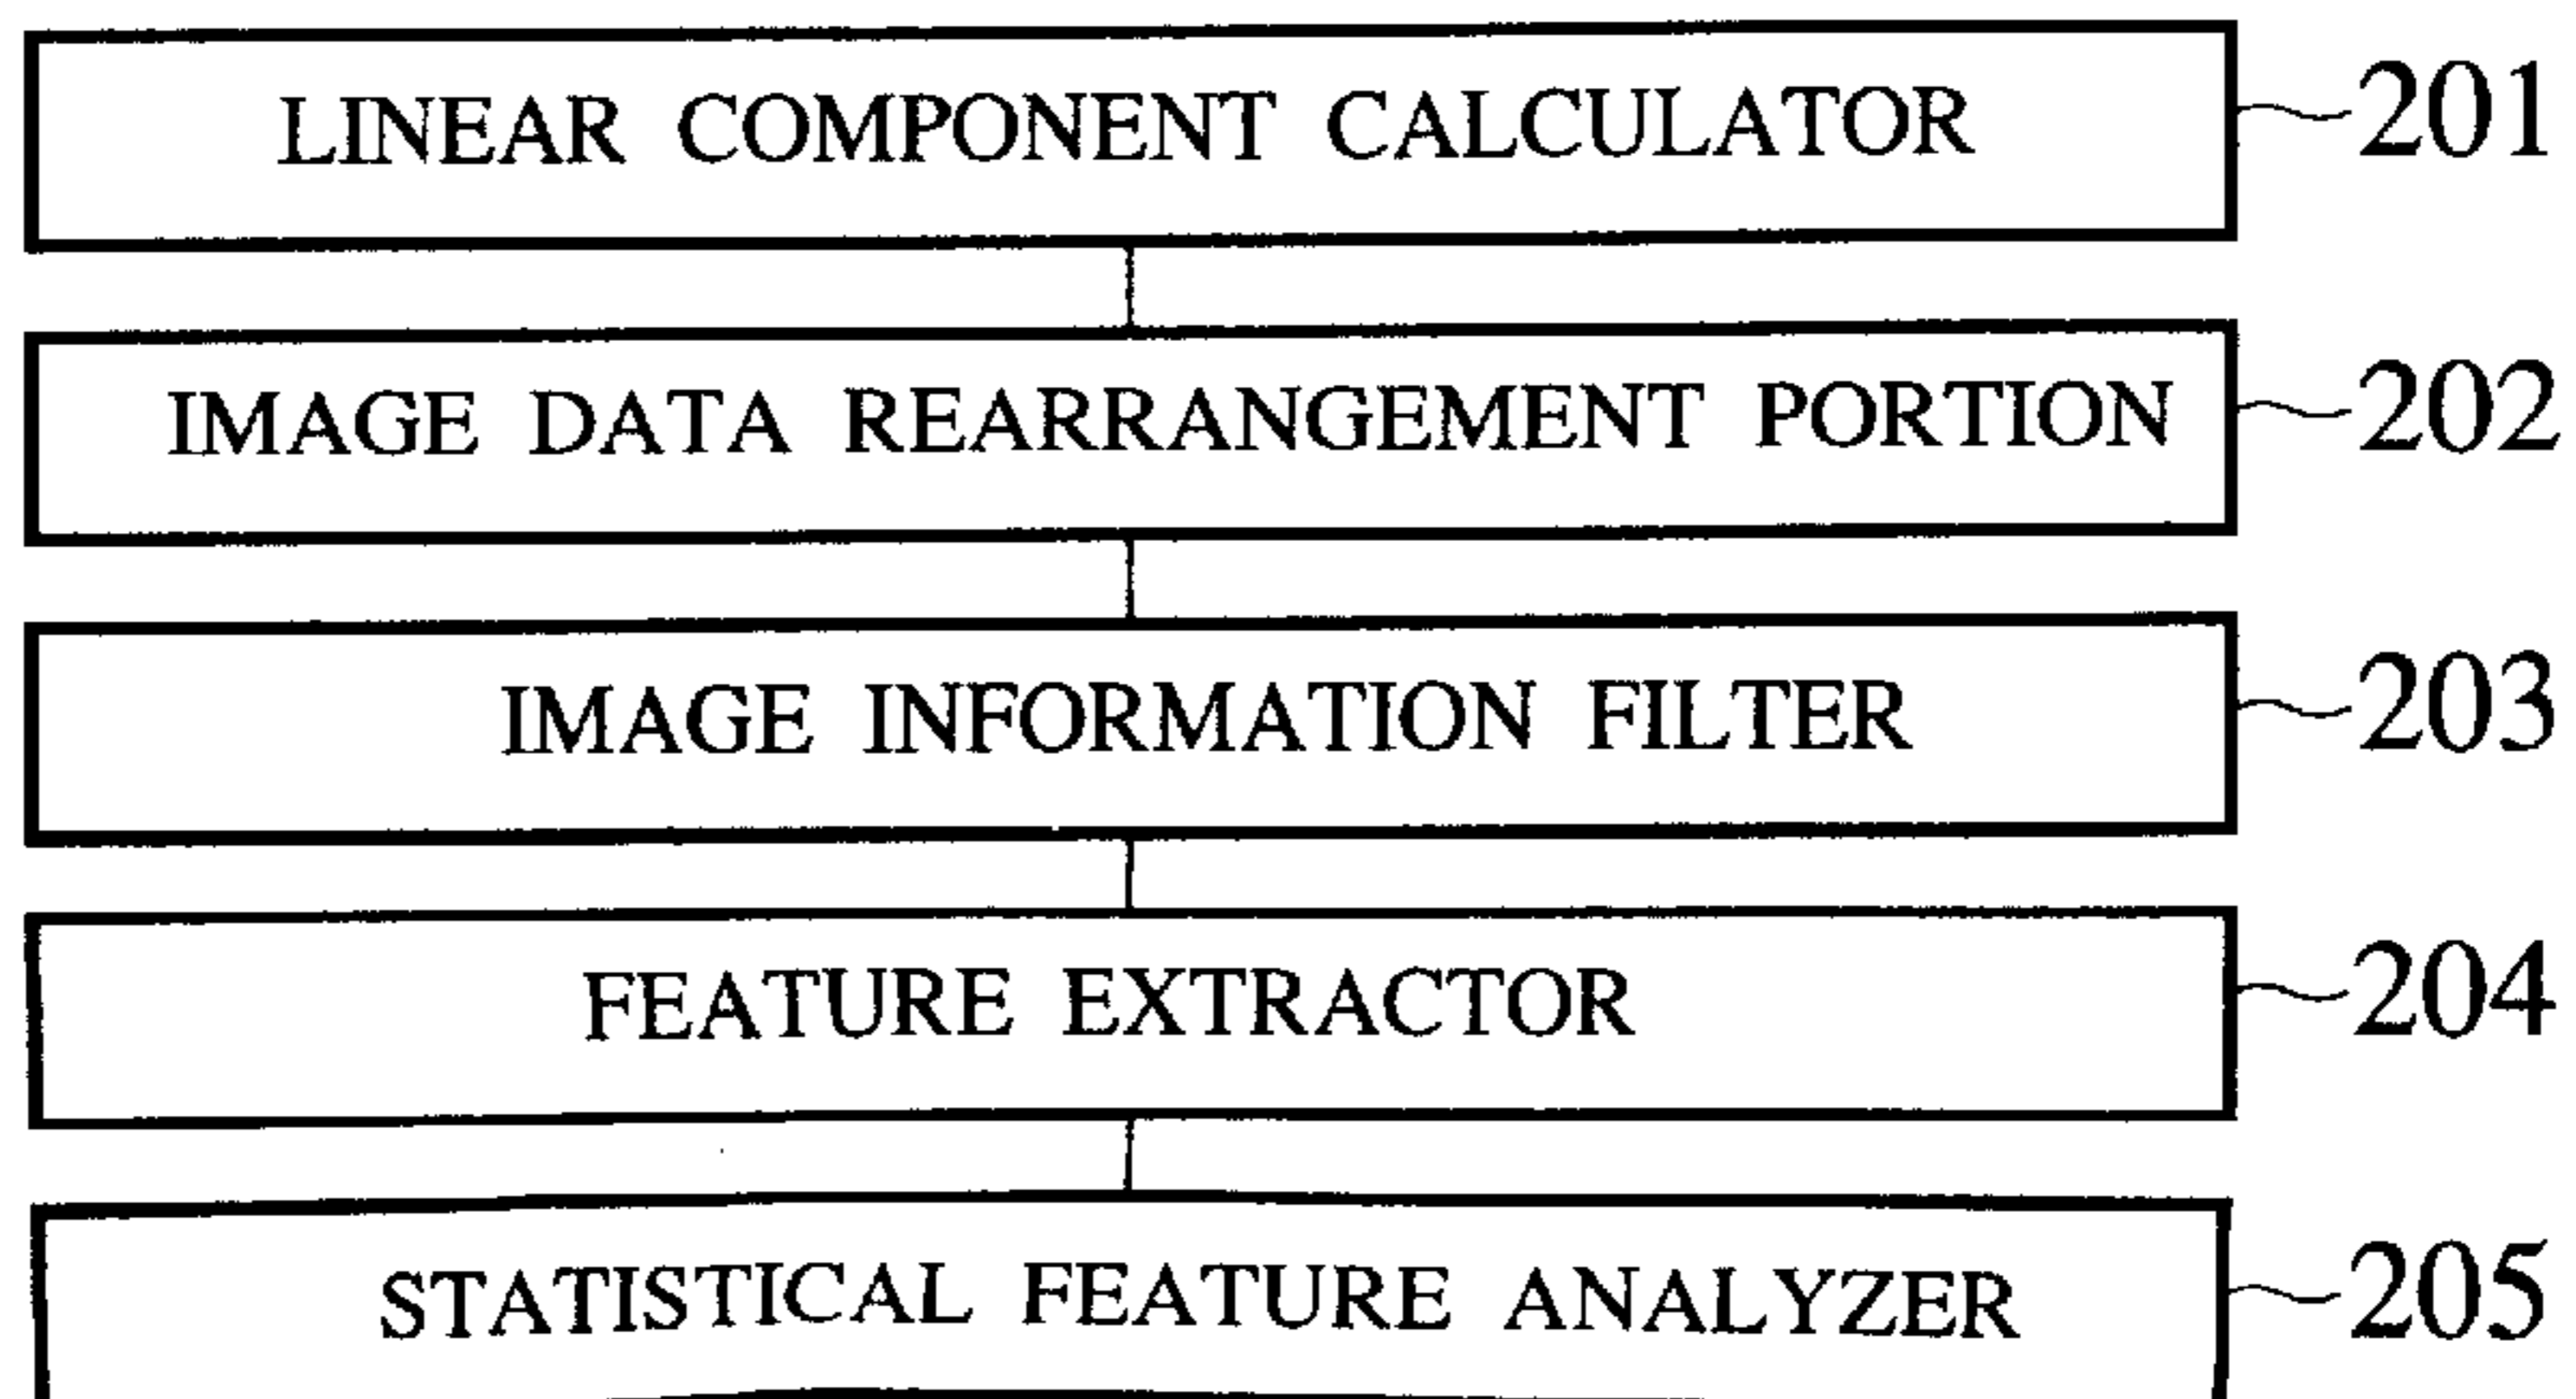 LINEAR COMPONENT CALCULATOR 201
IMAGE DATA REARRANGEMENT PORTION 202
IMAGE INFORMATION FILTER 203
FEATURE EXTRACTOR 204
STATISTICAL FEATURE ANALYZER 205